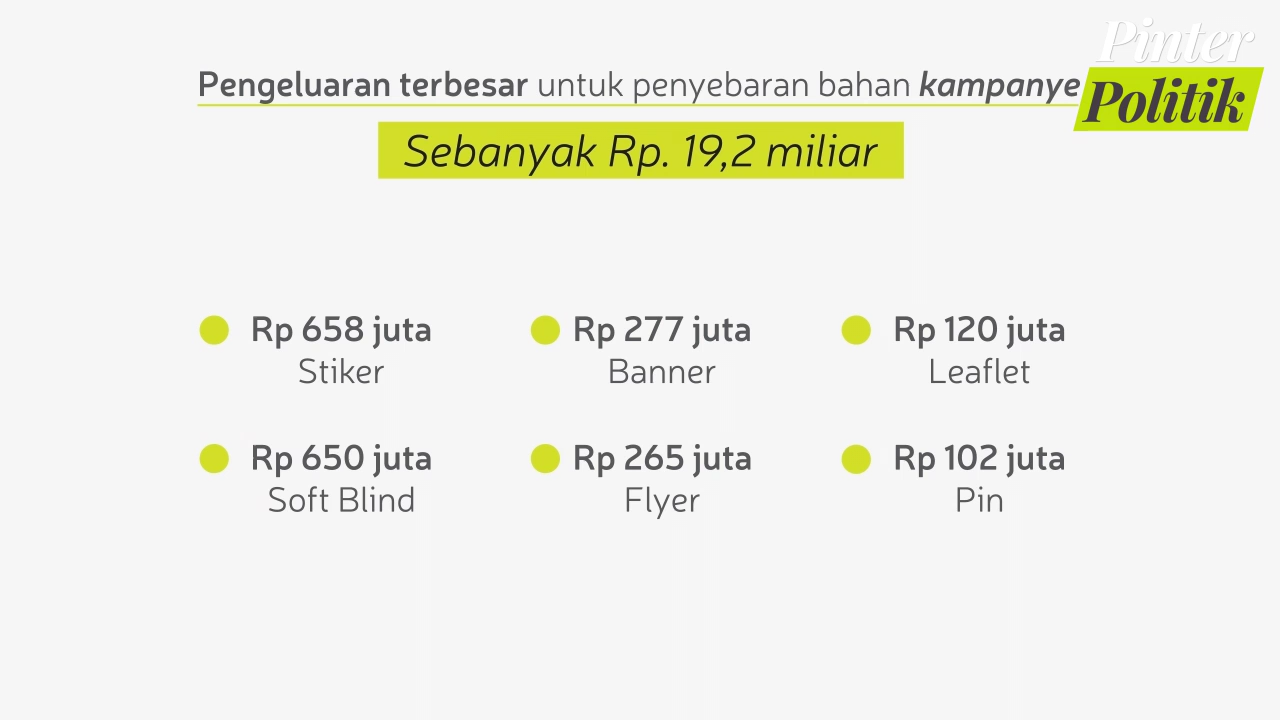 Pinter
Pengeluaran terbesar untuk penyebaran bahan kampanye
Politik
Sebanyak Rp. 19,2 miliar
Rp 658 juta
Stiker
Rp 277 juta
Banner
Rp 120 juta
Leaflet
Rp 650 juta
Soft Blind
Rp 265 juta
Flyer
Rp 102 juta
Pin